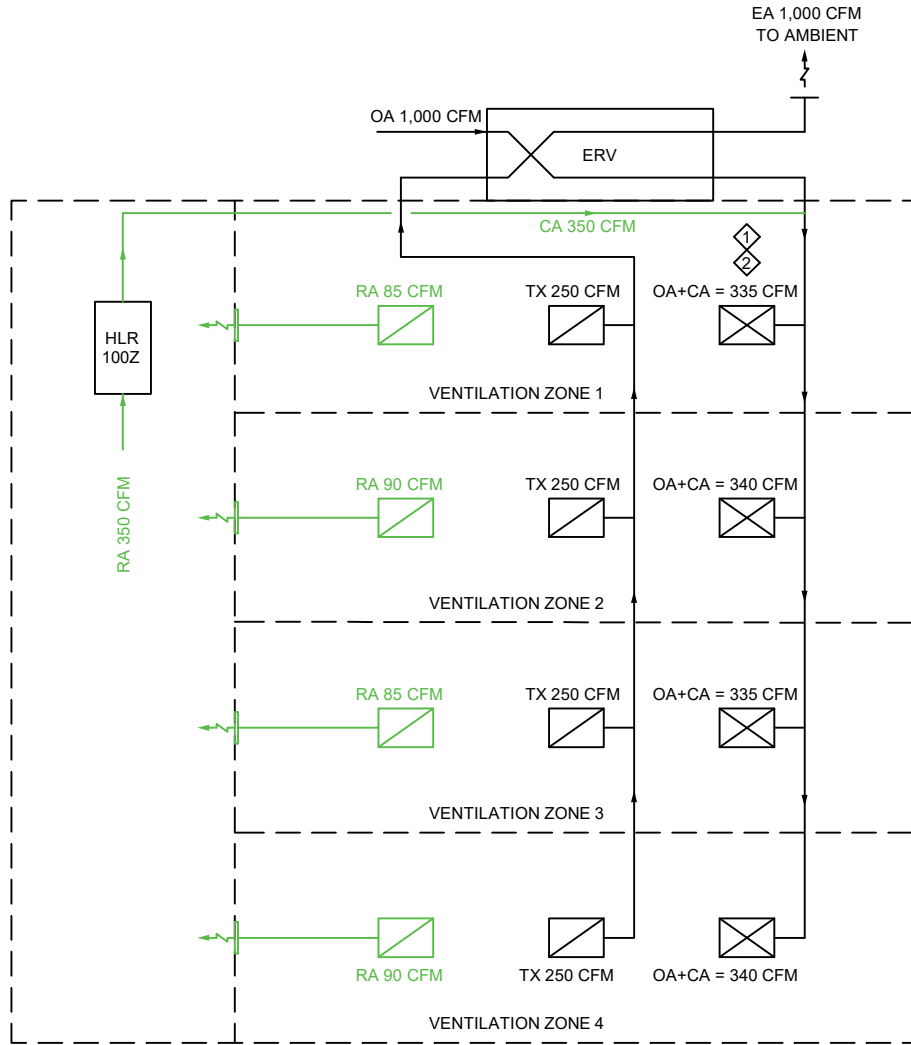 EA 1,000 CFM
TO AMBIENT
OA 1,000 CFM
ERV
CA 350 CFM
1
2
RA 85 CFM
TX 250 CFM
OA+CA = 335 CFM
HLR
100Z
VENTILATION ZONE 1
RA 350 CFM
RA 90 CFM
TX 250 CFM
OA+CA = 340 CFM
VENTILATION ZONE 2
RA 85 CFM
TX 250 CFM
OA+CA = 335 CFM
VENTILATION ZONE 3
RA 90 CFM
TX 250 CFM
OA+CA = 340 CFM
VENTILATION ZONE 4